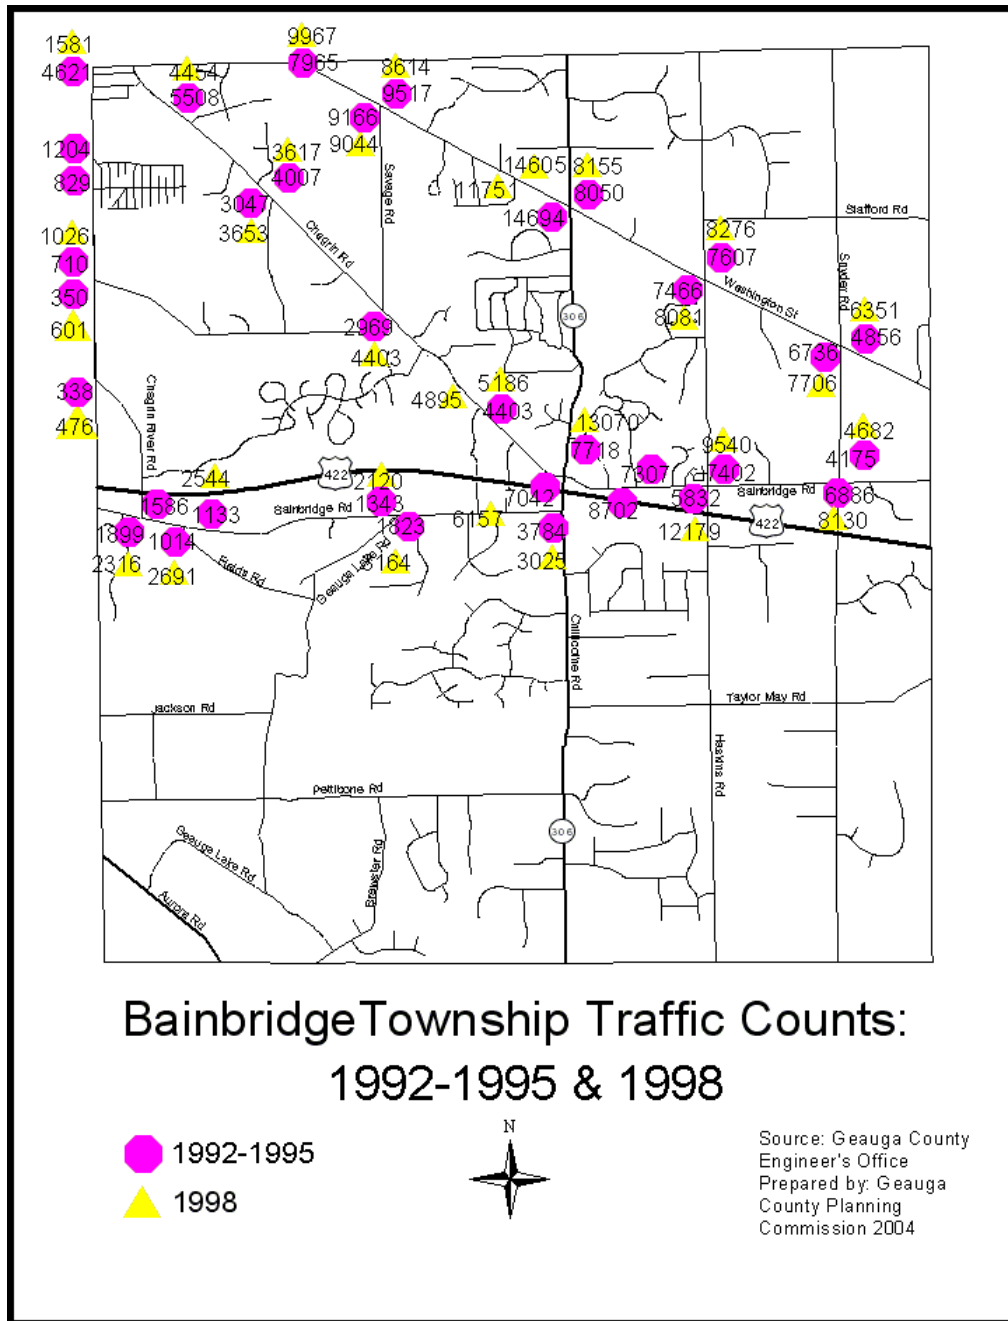 1581
9967
4621
4454
7965
8614
5508
9517
9166
9044
1204
3617
14605
8155
829
4007
Savage Rd
11751
8050
3047
14694
Stafford Rd
1026
3653
Chagrin Rd
8276
710
7607
Snyder Rd
350
7466
Washington St
601
2969
306
8081
6351
4856
4403
6736
338
Chagrin River Rd
4895
5186
7706
476
4403
13070
4682
7718
9540
4175
2544
422
2120
7307
7402
1586
1343
7042
5832
Bainbridge Rd
6886
1133
Bainbridge Rd
8702
1899
1823
6157
3784
12179
422
8130
1014
2316
2691
Fields Rd
Geauga Lake Rd
164
3025
Chillicothe Rd
Jackson Rd
Taylor May Rd
Haskins Rd
Pettibone Rd
306
Geauga Lake Rd
Brewster Rd
Aurora Rd
BainbridgeTownship Traffic Counts:
1992-1995 & 1998
1992-1995
1998
N
Source: Geauga County
Engineer's Office
Prepared by: Geauga
County Planning
Commission 2004